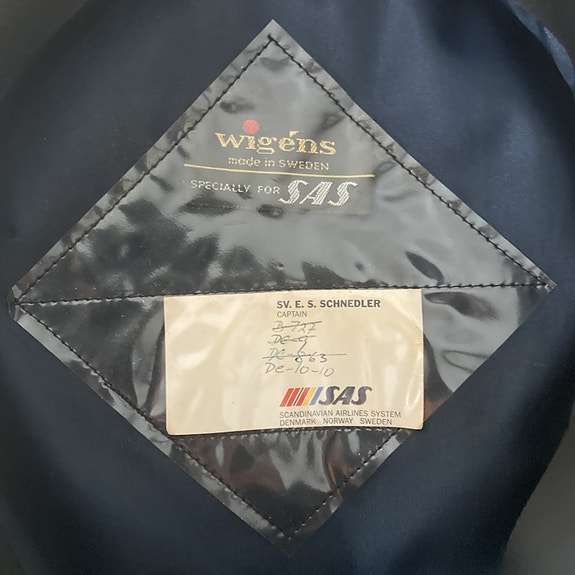 wigéns
made in SWEDEN
SPECIALLY FOR SAS
SV. E. S. SCHNEDLER
CAPTAIN
B-727
DC-9
DC-8-63
DC-10-10
SAS
SCANDINAVIAN AIRLINES SYSTEM
DENMARK NORWAY SWEDEN